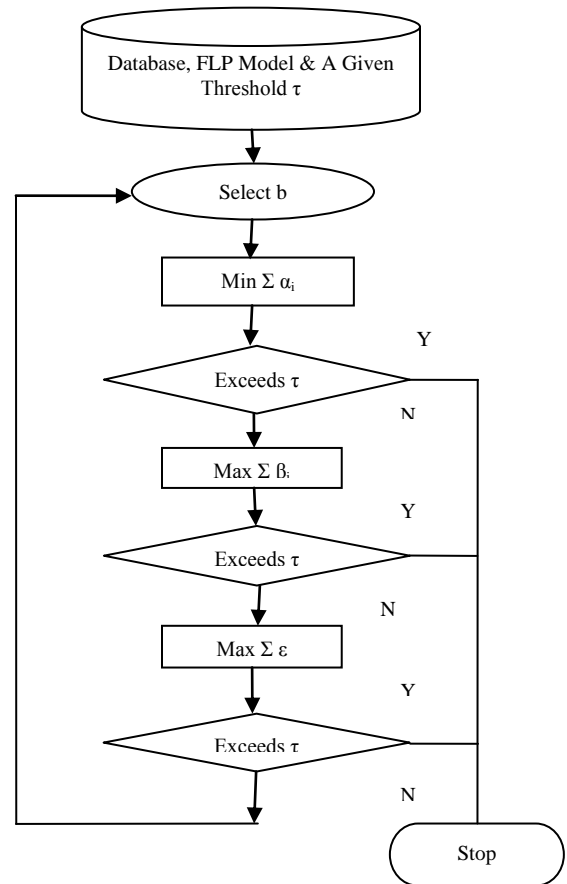 Database, FLP Model & A Given
Threshold τ
Select b
Min Σ αᵢ
Y
Exceeds τ
N
Max Σ βᵢ
Y
Exceeds τ
N
Max Σ ε
Y
Exceeds τ
N
Stop